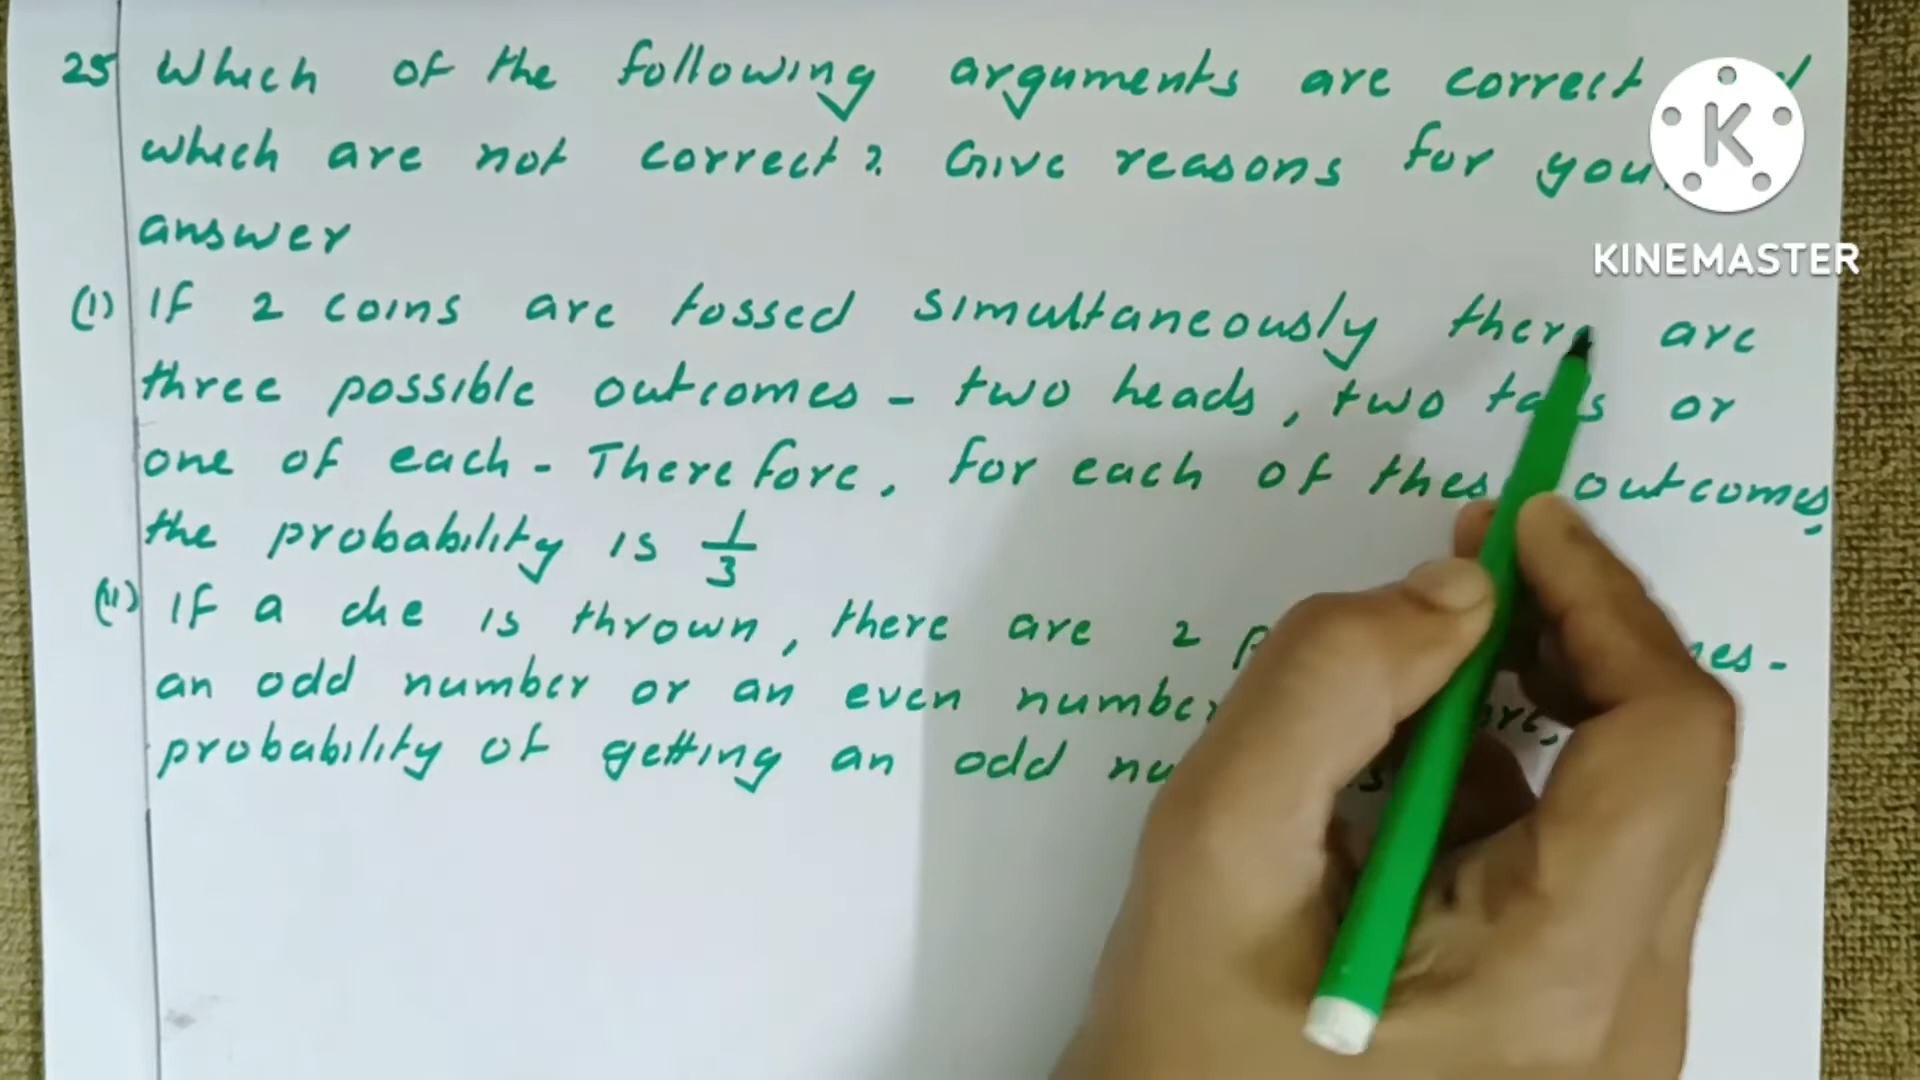 25 Which of the following arguments are correct
which are not correct? Give reasons for your
answer
(i) If 2 coins are tossed simultaneously there are
three possible outcomes - two heads, two tails or
one of each - Therefore, for each of these outcomes,
the probability is 1/3
(ii) If a die is thrown, there are 2
an odd number or an even number
probability of getting an odd
K
KINEMASTER